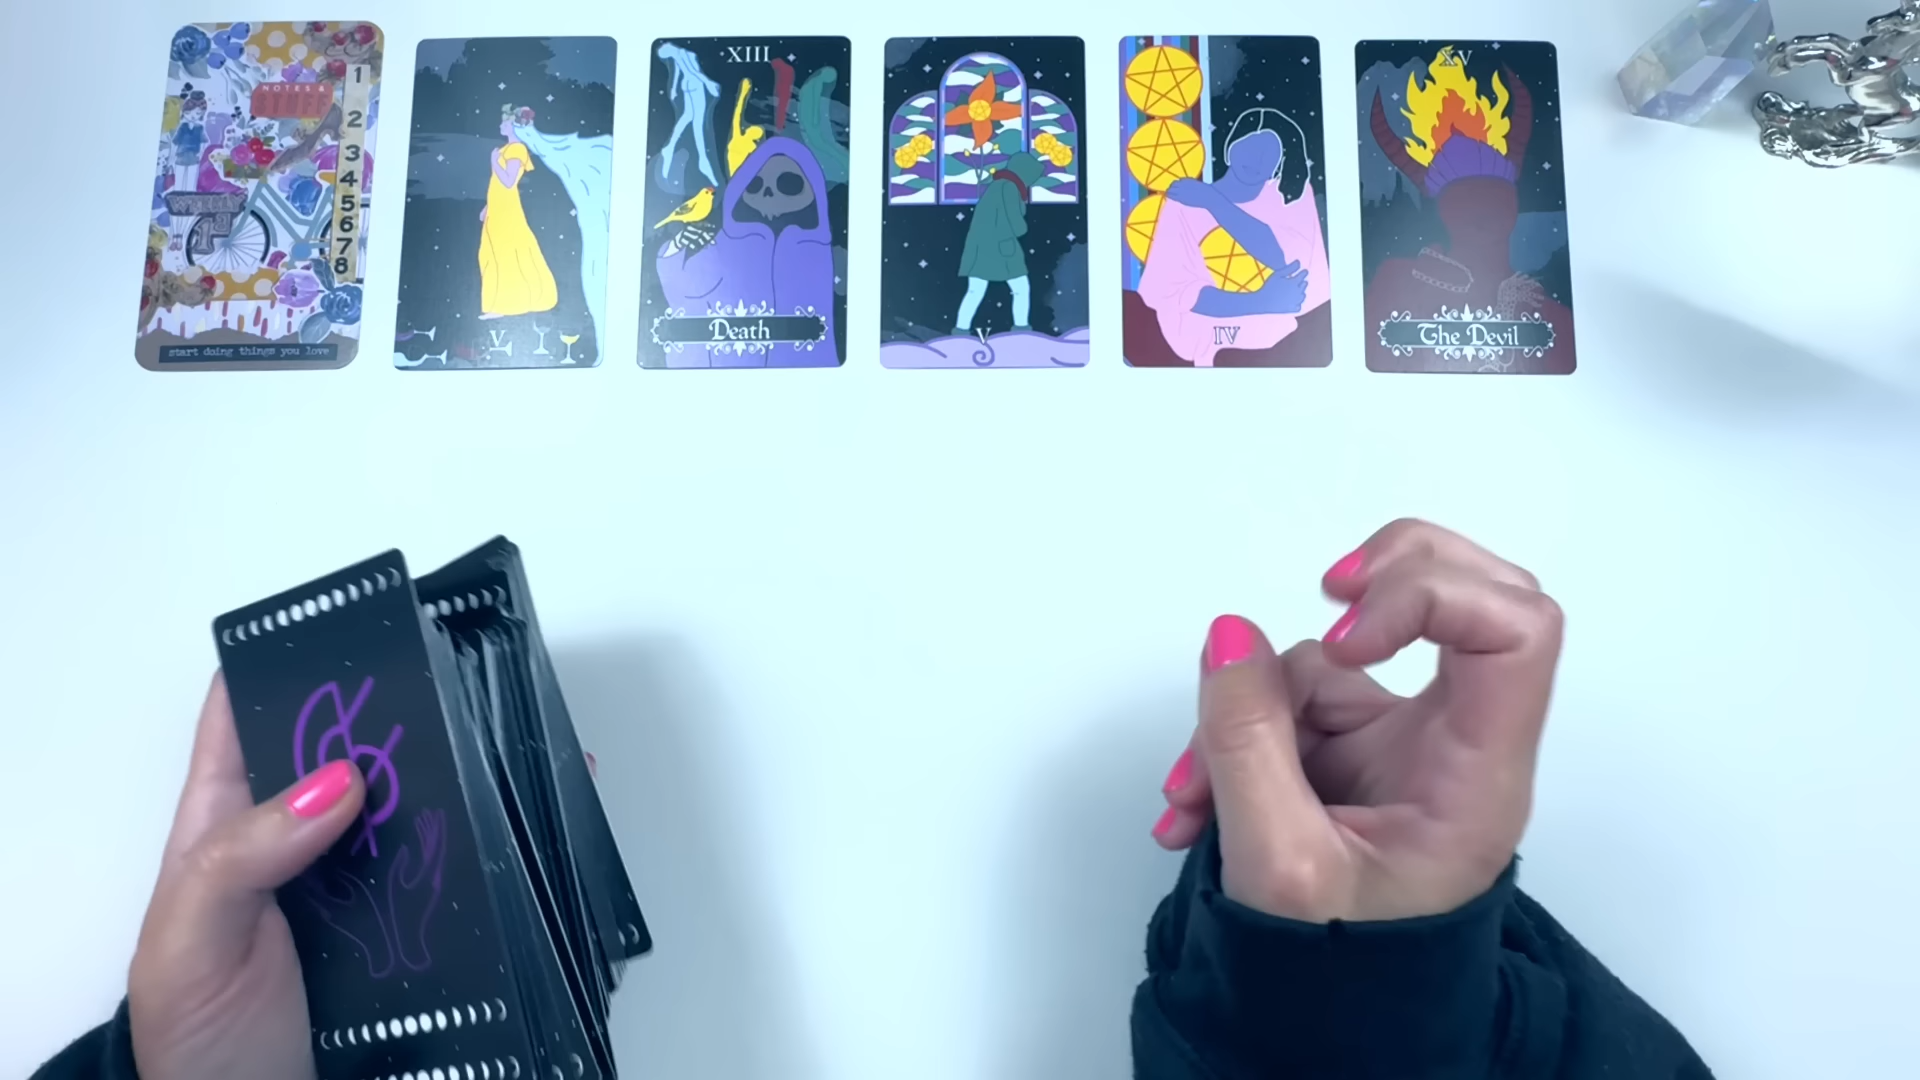 NOTES &
STUFF
1
2
3
4
5
6
7
8
start doing things you love
V
XIII
Death
V
IV
XV
The Devil